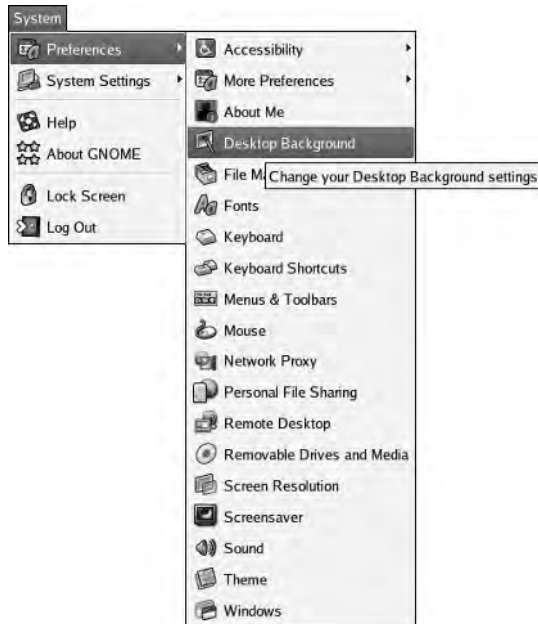 System
Preferences
System Settings
Help
About GNOME
Lock Screen
Log Out
Accessibility
More Preferences
About Me
Desktop Background
File M
Change your Desktop Background settings
Fonts
Keyboard
Keyboard Shortcuts
Menus & Toolbars
Mouse
Network Proxy
Personal File Sharing
Remote Desktop
Removable Drives and Media
Screen Resolution
Screensaver
Sound
Theme
Windows